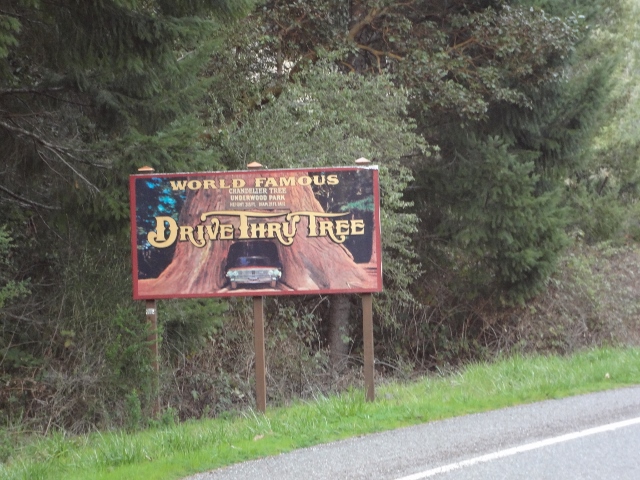 WORLD FAMOUS
CHANDELIER TREE
UNDERWOOD PARK
DRIVE THRU TREE